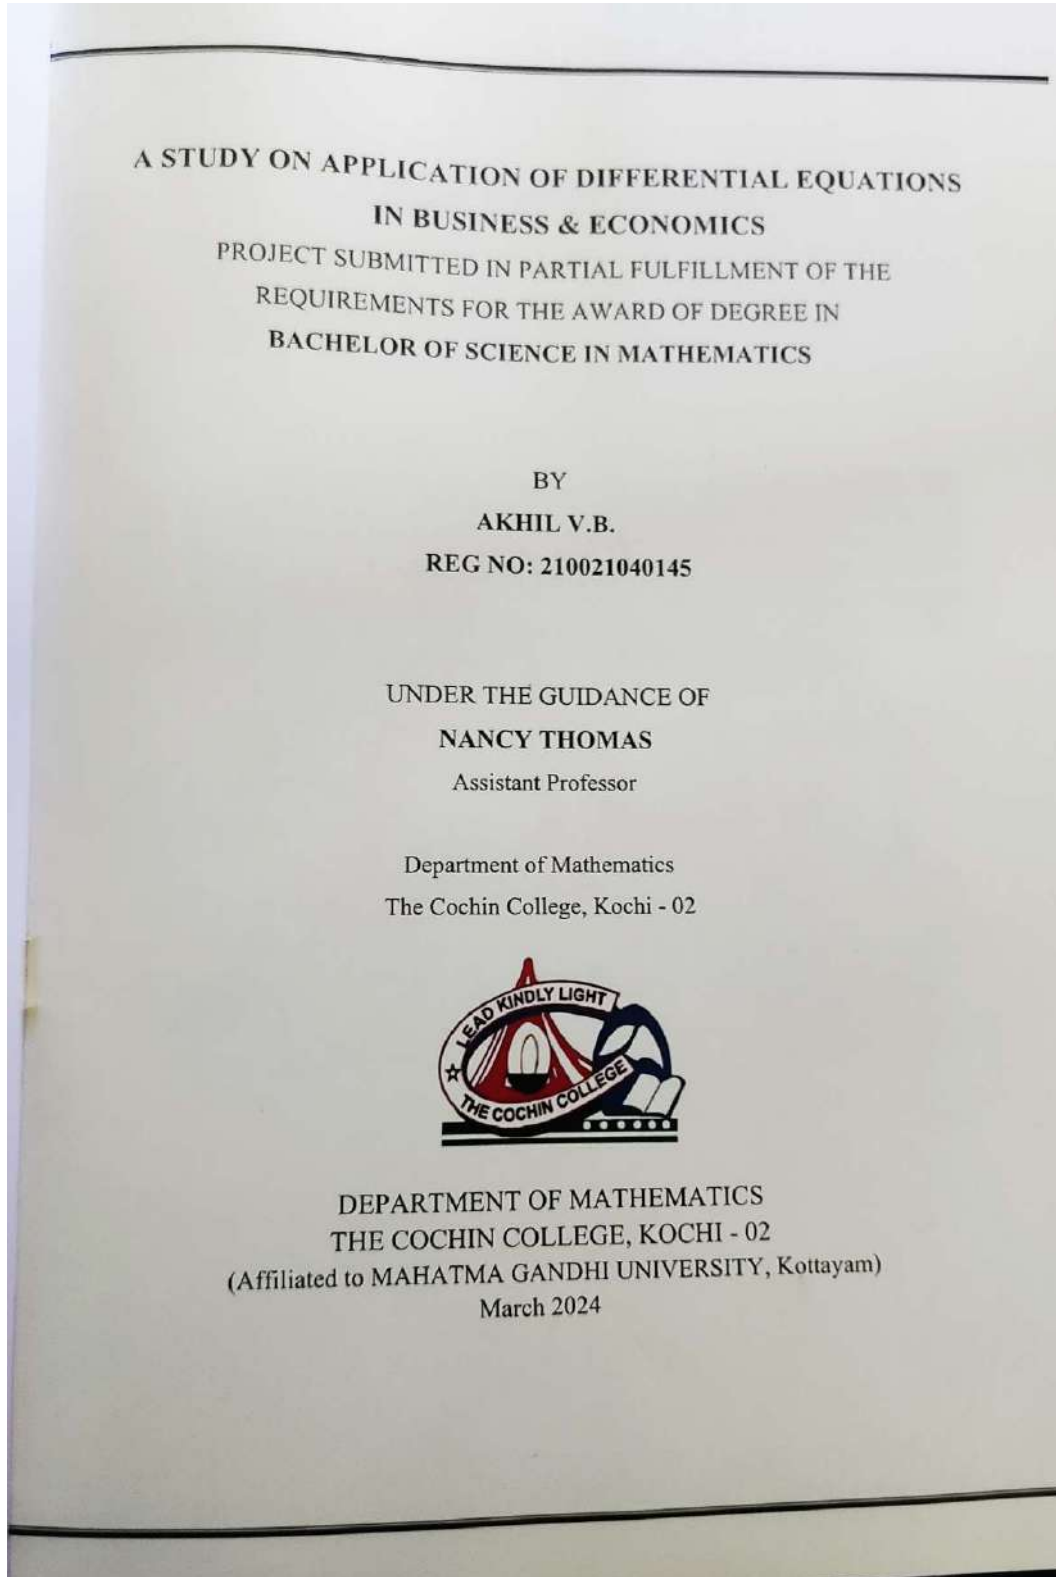 A STUDY ON APPLICATION OF DIFFERENTIAL EQUATIONS
IN BUSINESS & ECONOMICS
PROJECT SUBMITTED IN PARTIAL FULFILLMENT OF THE
REQUIREMENTS FOR THE AWARD OF DEGREE IN
BACHELOR OF SCIENCE IN MATHEMATICS
BY
AKHIL V.B.
REG NO: 210021040145
UNDER THE GUIDANCE OF
NANCY THOMAS
Assistant Professor
Department of Mathematics
The Cochin College, Kochi - 02
LEAD KINDLY LIGHT
THE COCHIN COLLEGE
DEPARTMENT OF MATHEMATICS
THE COCHIN COLLEGE, KOCHI - 02
(Affiliated to MAHATMA GANDHI UNIVERSITY, Kottayam)
March 2024